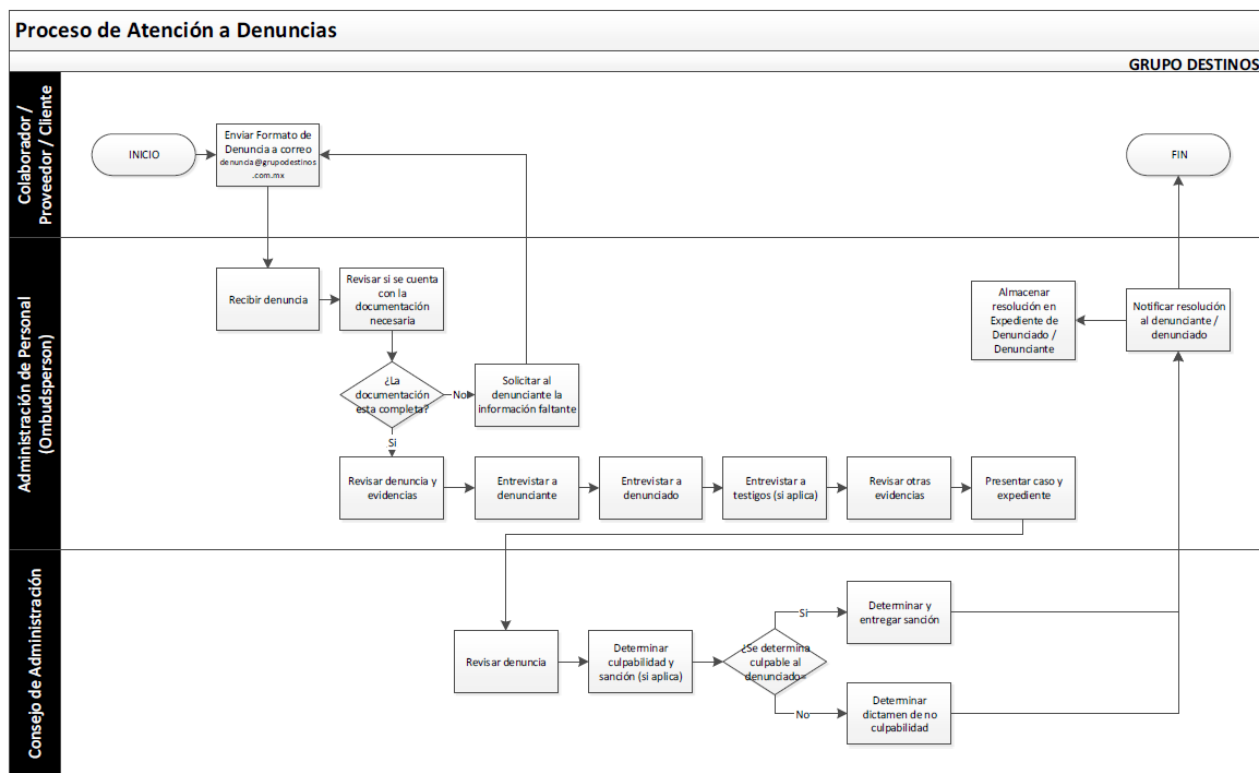 Proceso de Atención a Denuncias
GRUPO DESTINOS
Colaborador /
Proveedor / Cliente
INICIO
Enviar Formato de
Denuncia a correo
denuncia@grupodestinos
.com.mx
FIN
Administración de Personal
(Ombudsperson)
Recibir denuncia
Revisar si se cuenta
con la
documentación
necesaria
¿La
documentación
esta completa?
No
Solicitar al
denunciante la
información faltante
Si
Almacenar
resolución en
Expediente de
Denunciado /
Denunciante
Notificar resolución
al denunciante /
denunciado
Revisar denuncia y
evidencias
Entrevistar a
denunciante
Entrevistar a
denunciado
Entrevistar a
testigos (si aplica)
Revisar otras
evidencias
Presentar caso y
expediente
Consejo de Administración
Revisar denuncia
Determinar
culpabilidad y
sanción (si aplica)
¿Se determina
culpable al
denunciado=
Si
Determinar y
entregar sanción
No
Determinar
dictamen de no
culpabilidad